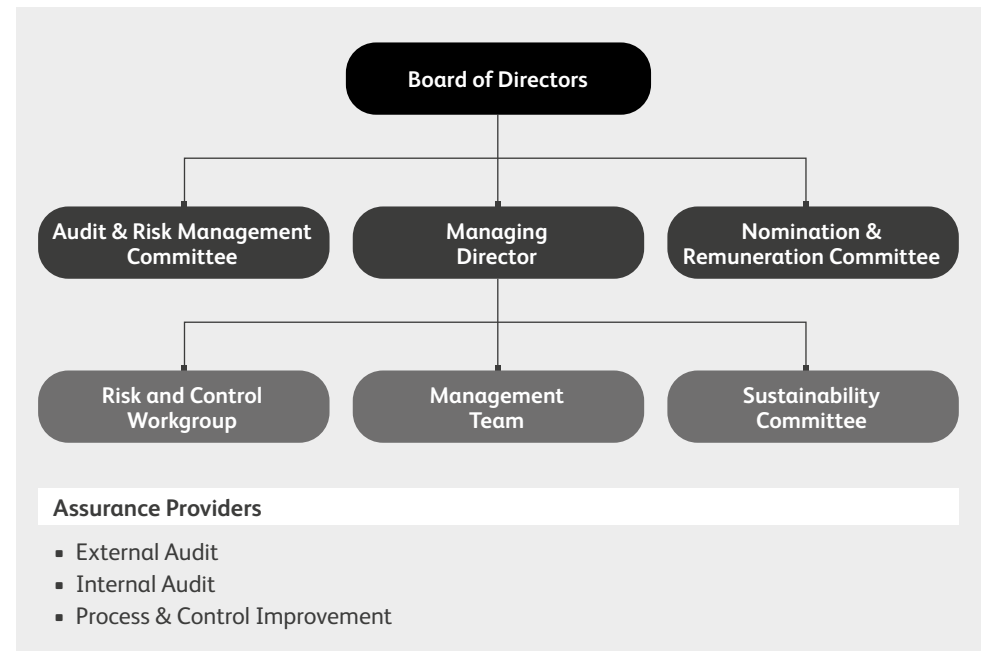 Board of Directors
Audit & Risk Management
Committee
Managing
Director
Nomination &
Remuneration Committee
Risk and Control
Workgroup
Management
Team
Sustainability
Committee
Assurance Providers
▪ External Audit
▪ Internal Audit
▪ Process & Control Improvement